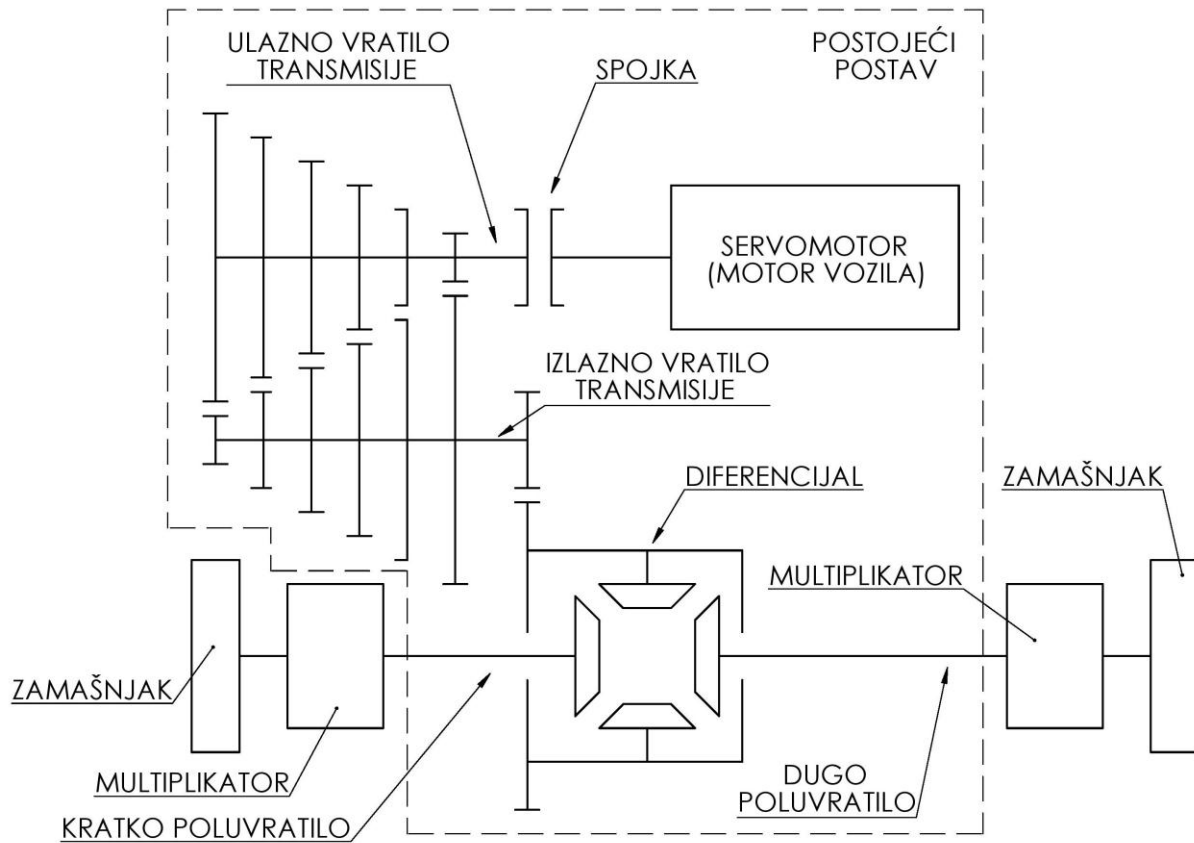 ULAZNO VRATILO
TRANSMISIJE
SPOJKA
POSTOJEĆI
POSTAV
SERVOMOTOR
(MOTOR VOZILA)
IZLAZNO VRATILO
TRANSMISIJE
DIFERENCIJAL
ZAMAŠNJAK
MULTIPLIKATOR
ZAMAŠNJAK
MULTIPLIKATOR
KRATKO POLUVRATILO
DUGO
POLUVRATILO